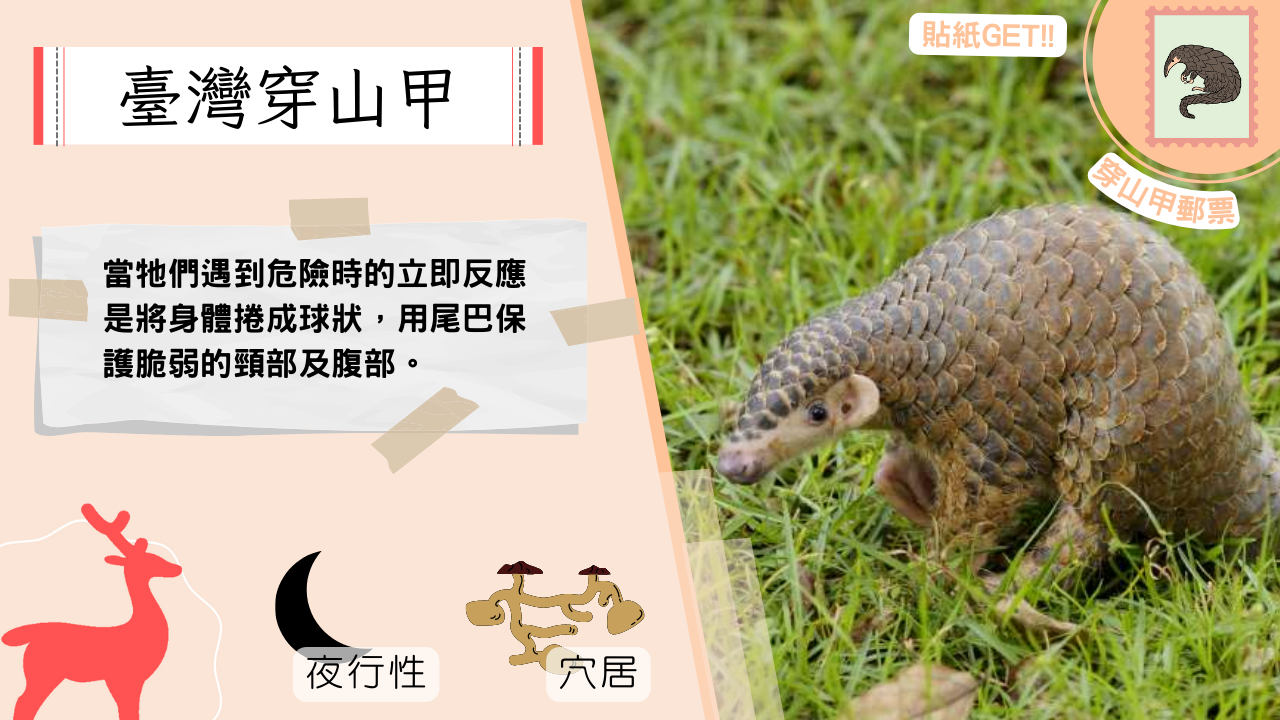 臺灣穿山甲
貼紙GET!!
穿山甲郵票
當牠們遇到危險時的立即反應
是將身體捲成球狀，用尾巴保
護脆弱的頸部及腹部。
夜行性
穴居